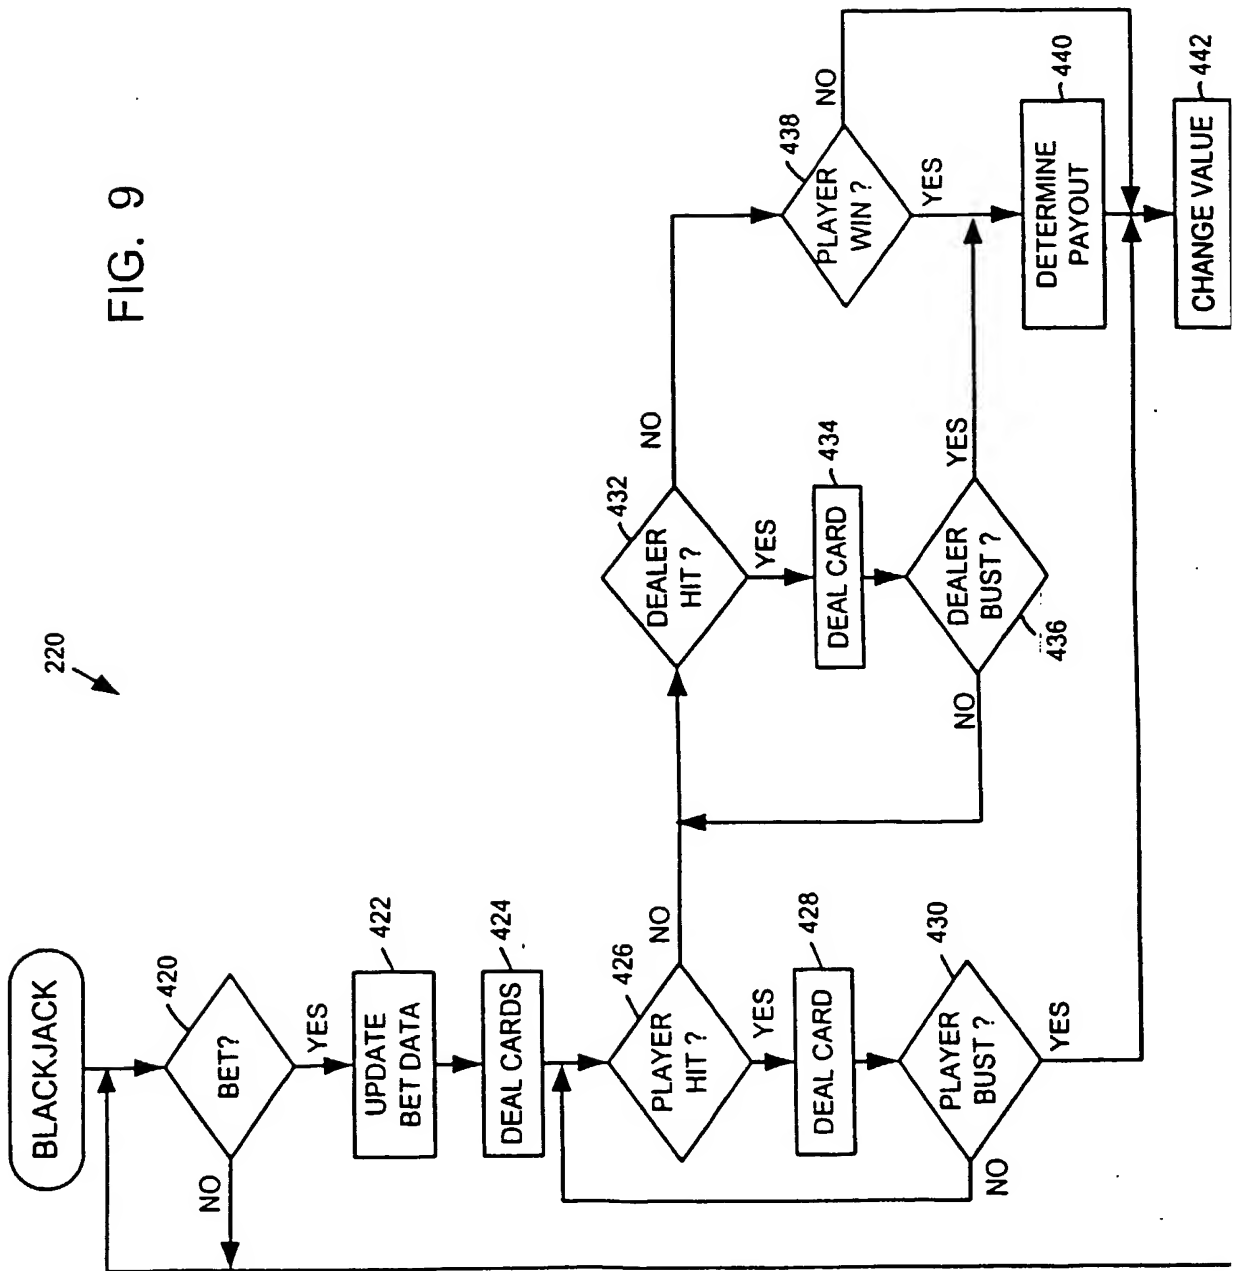 FIG. 9
220
BLACKJACK
420
BET?
NO
YES
422
UPDATE
BET DATA
424
DEAL CARDS
426
PLAYER
HIT ?
NO
YES
428
DEAL CARD
430
PLAYER
BUST ?
NO
YES
432
DEALER
HIT ?
NO
YES
434
DEAL CARD
DEALER
BUST ?
436
NO
YES
438
PLAYER
WIN ?
NO
YES
440
DETERMINE
PAYOUT
442
CHANGE VALUE